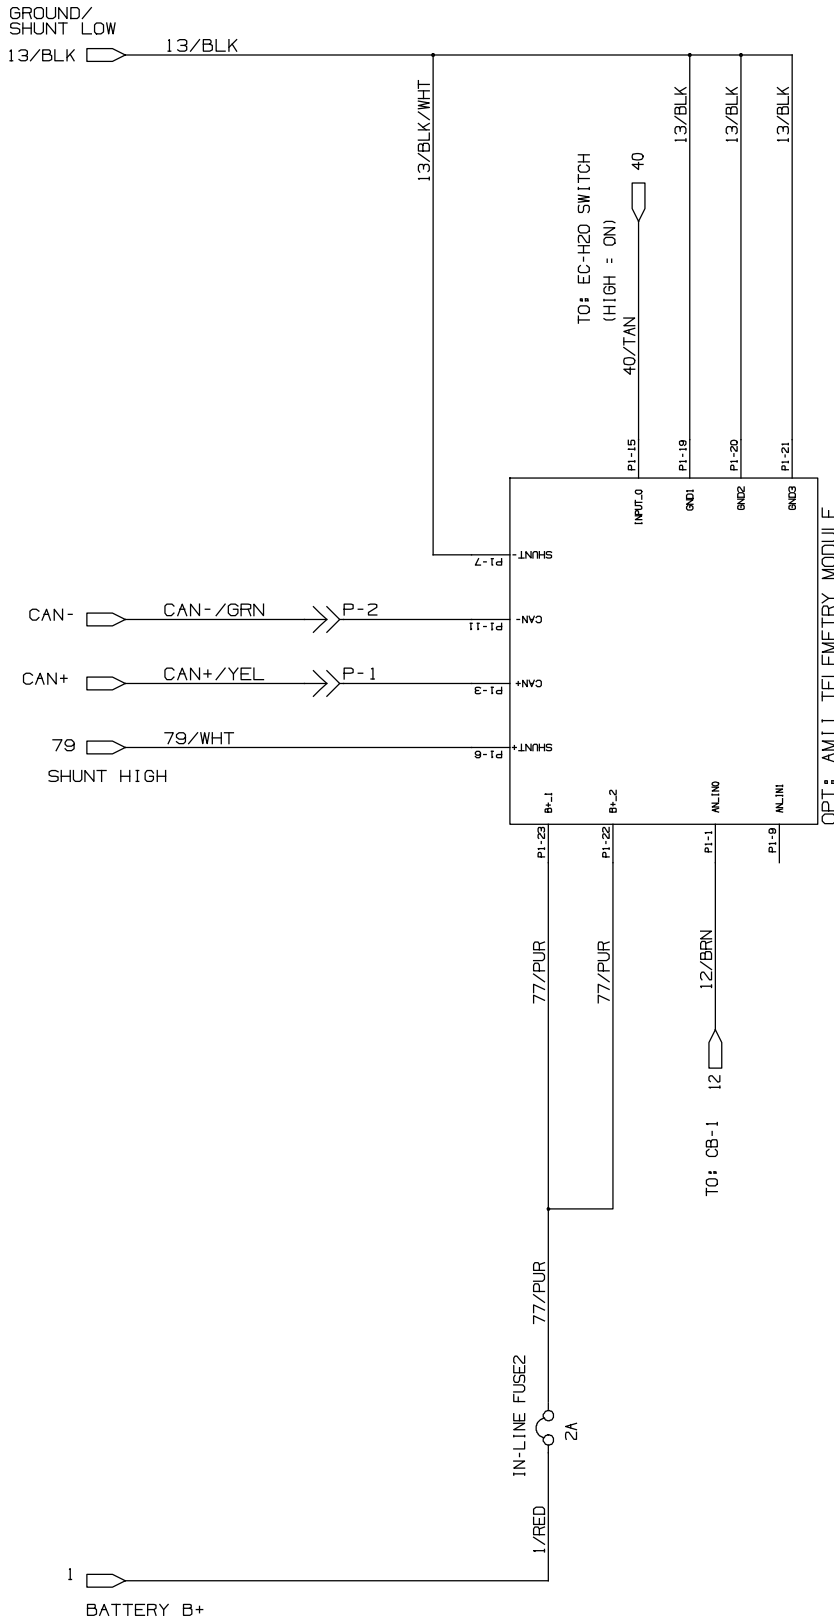 GROUND/
SHUNT LOW
13/BLK
13/BLK
13/BLK/WHT
13/BLK
13/BLK
13/BLK
40
TO: EC-H2O SWITCH
(HIGH = ON)
40/TAN
P1-15
P1-19
P1-20
P1-21
INPUT_0
GND1
GND2
GND3
SHUNT-
P1-7
CAN-
CAN-/GRN
P-2
P1-11
CAN-
CAN+
CAN+/YEL
P-1
P1-3
CAN+
79
79/WHT
P1-6
SHUNT+
SHUNT HIGH
OPT: AMII TELEMETRY MODULE
B+_1
B+_2
ANLIN0
ANLIN1
P1-23
P1-22
P1-1
P1-9
77/PUR
77/PUR
12/BRN
12
TO: CB-1
77/PUR
IN-LINE FUSE2
2A
1/RED
1
BATTERY B+